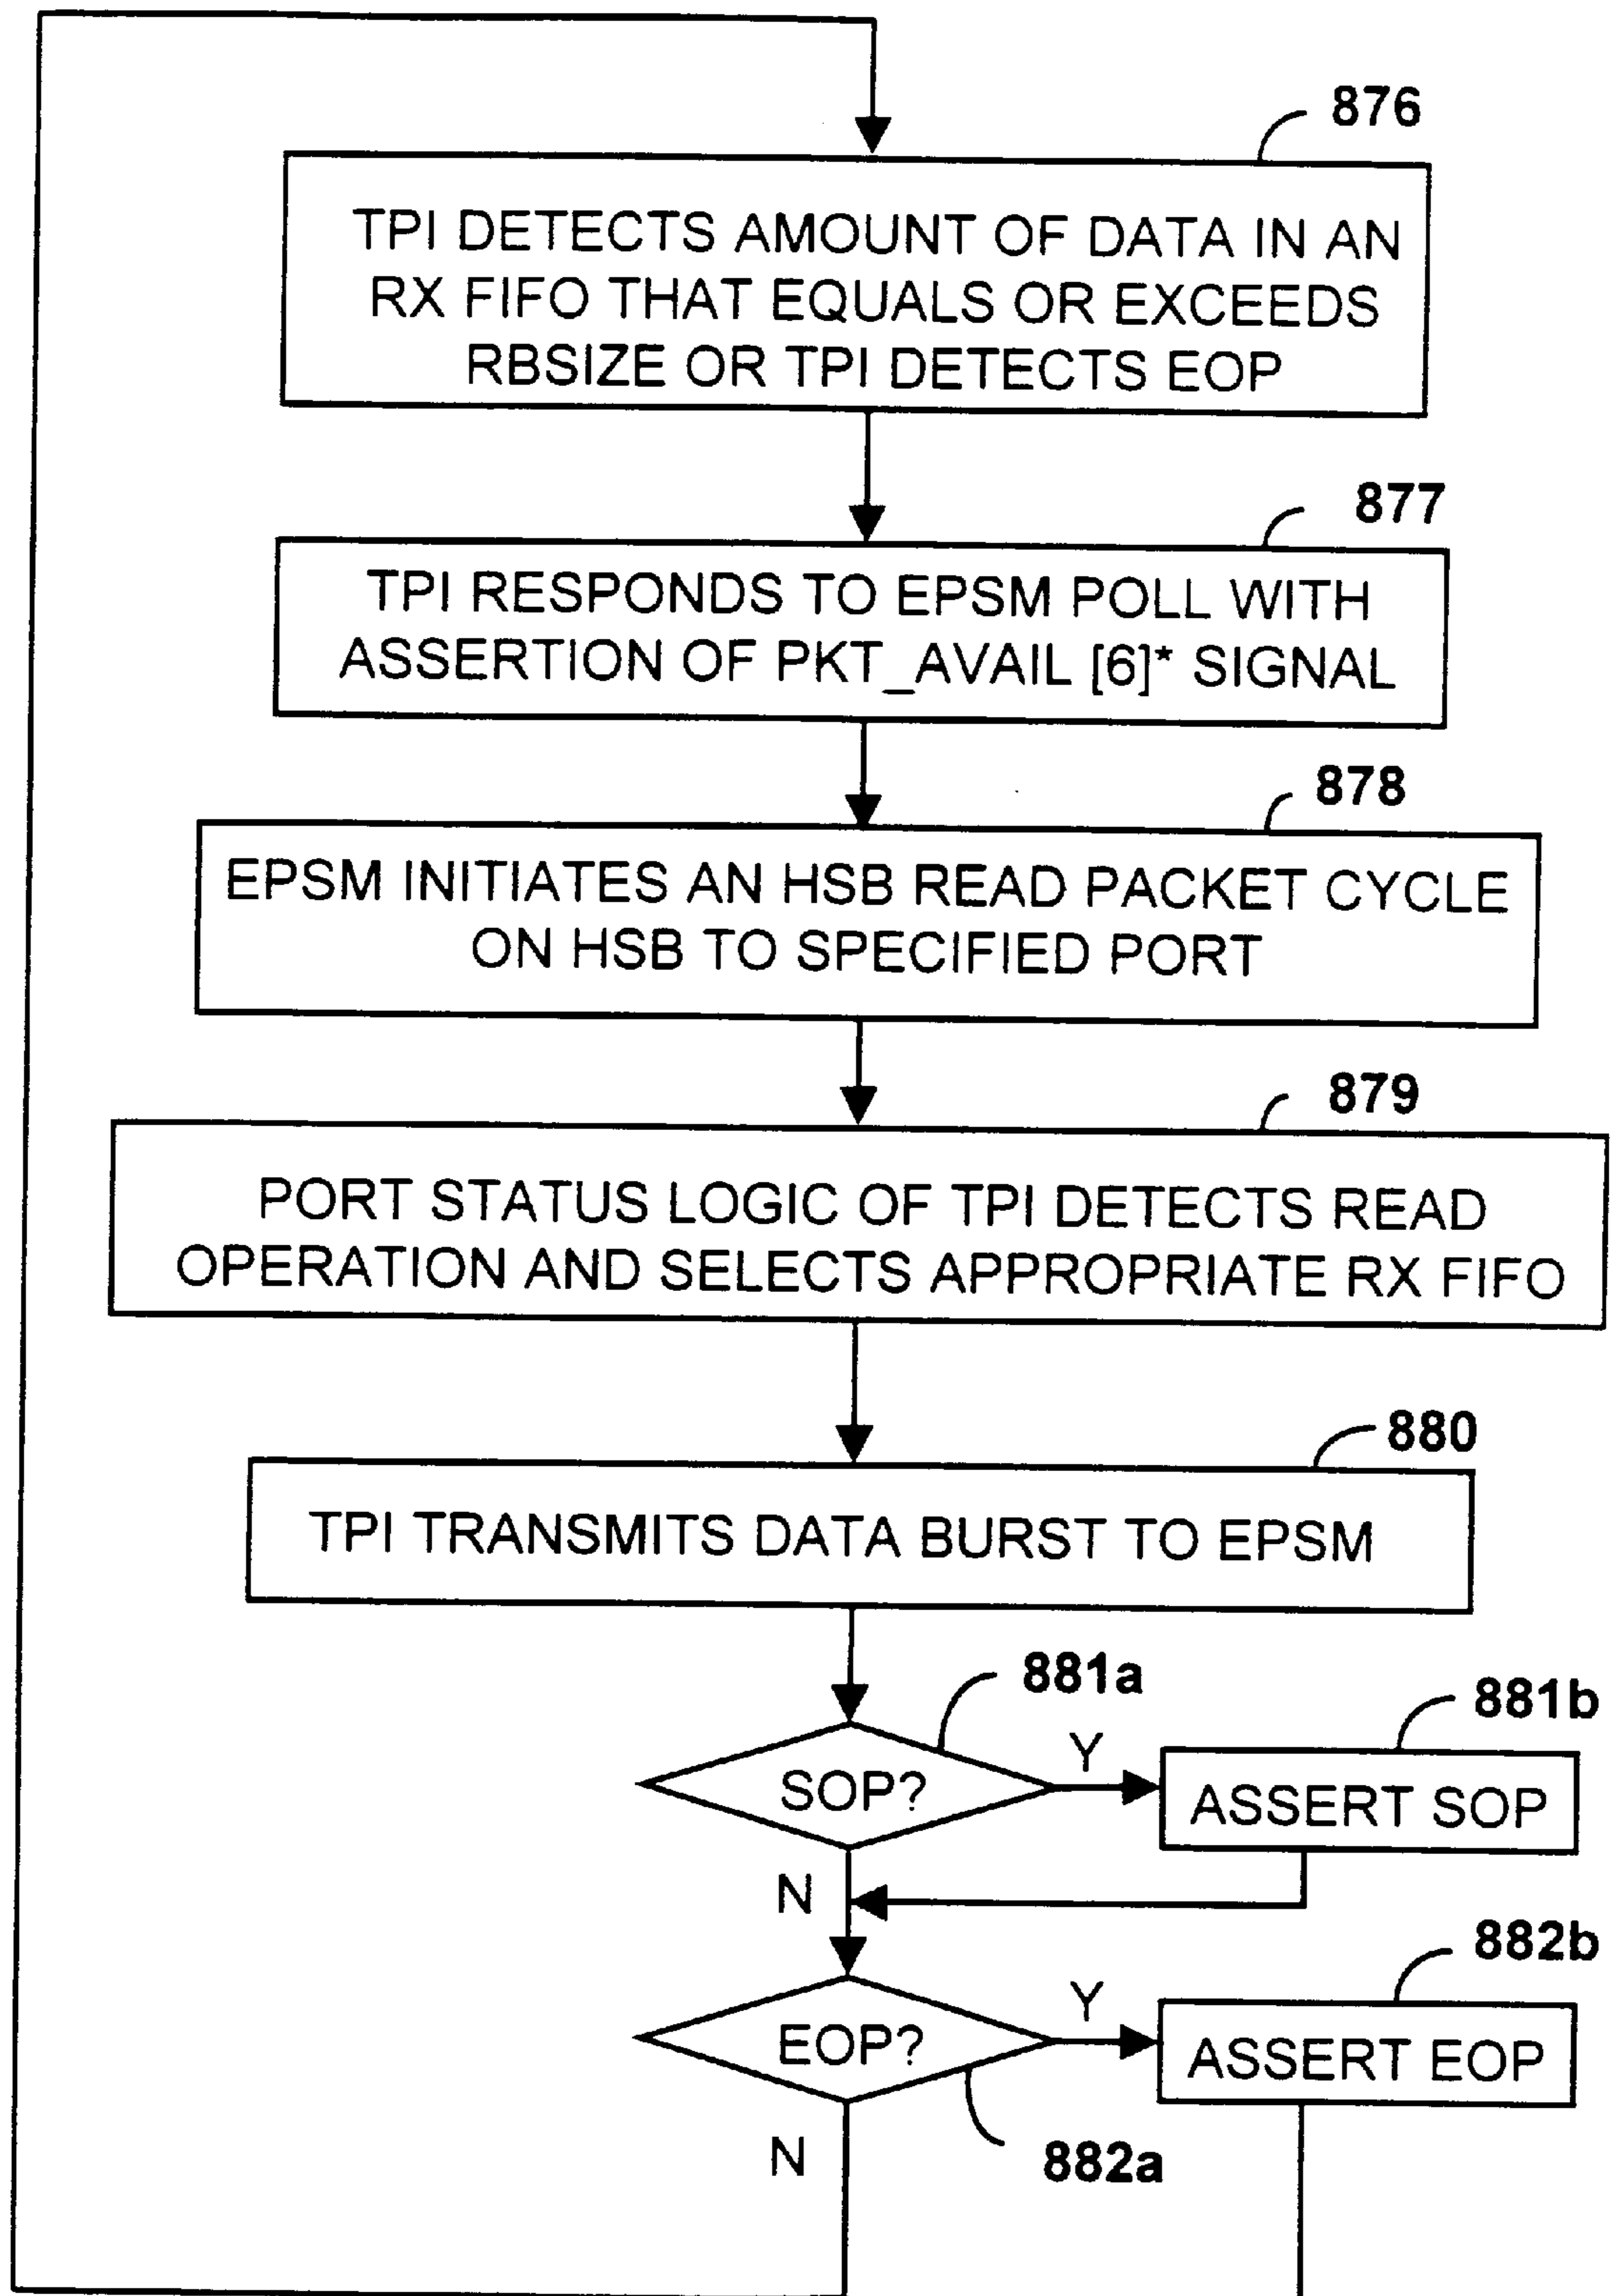 876
TPI DETECTS AMOUNT OF DATA IN AN
RX FIFO THAT EQUALS OR EXCEEDS
RBSIZE OR TPI DETECTS EOP
877
TPI RESPONDS TO EPSM POLL WITH
ASSERTION OF PKT_AVAIL [6]* SIGNAL
878
EPSM INITIATES AN HSB READ PACKET CYCLE
ON HSB TO SPECIFIED PORT
879
PORT STATUS LOGIC OF TPI DETECTS READ
OPERATION AND SELECTS APPROPRIATE RX FIFO
880
TPI TRANSMITS DATA BURST TO EPSM
881a
881b
SOP?
Y
ASSERT SOP
N
882b
EOP?
Y
ASSERT EOP
N
882a